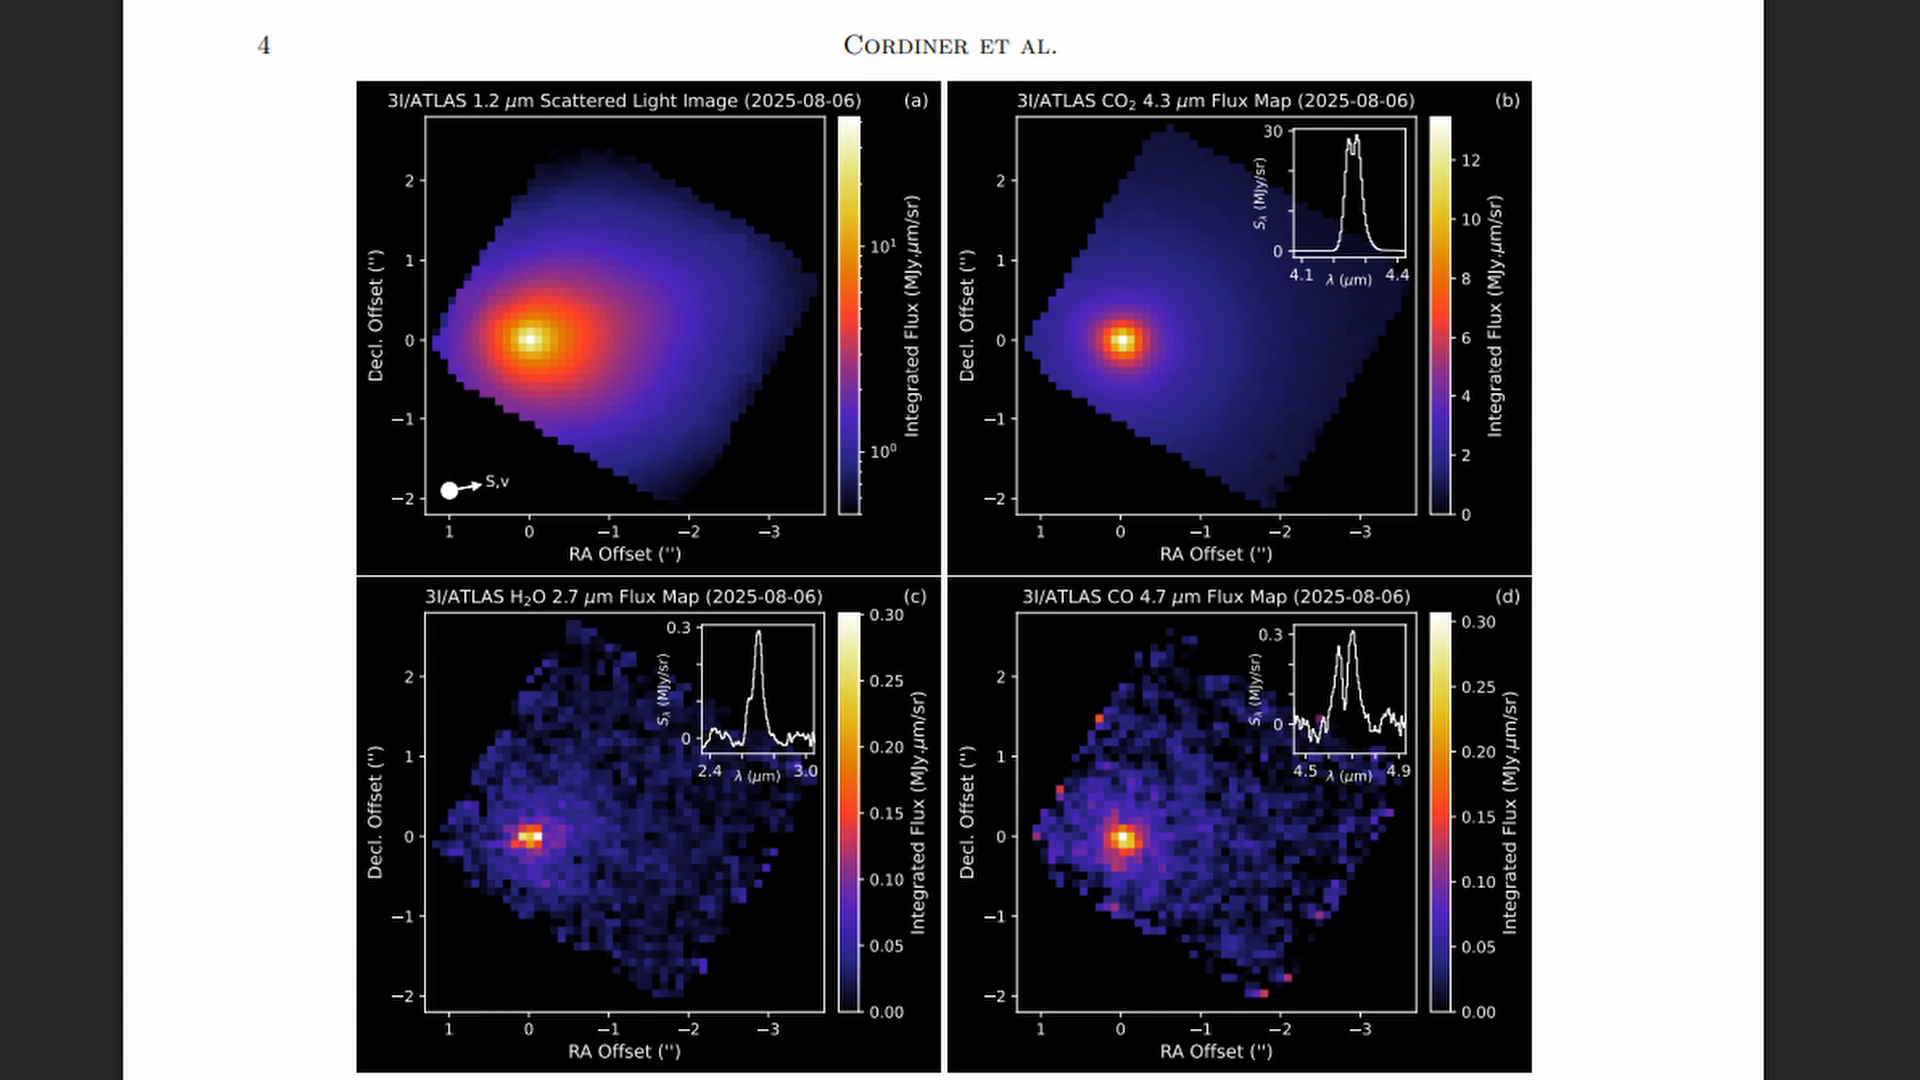 4
CORDINER ET AL.
3I/ATLAS 1.2 μm Scattered Light Image (2025-08-06) (a)
2
1
0
−1
−2
Decl. Offset ('')
S,v
1 0 −1 −2 −3
RA Offset ('')
10¹
10⁰
Integrated Flux (MJy.μm/sr)
3I/ATLAS CO₂ 4.3 μm Flux Map (2025-08-06) (b)
2
1
0
−1
−2
Decl. Offset ('')
30
0
Sλ (MJy/sr)
4.1 λ (μm) 4.4
1 0 −1 −2 −3
RA Offset ('')
12
10
8
6
4
2
0
Integrated Flux (MJy.μm/sr)
3I/ATLAS H₂O 2.7 μm Flux Map (2025-08-06) (c)
2
1
0
−1
−2
Decl. Offset ('')
0.3
0
Sλ (MJy/sr)
2.4 λ (μm) 3.0
1 0 −1 −2 −3
RA Offset ('')
0.30
0.25
0.20
0.15
0.10
0.05
0.00
Integrated Flux (MJy.μm/sr)
3I/ATLAS CO 4.7 μm Flux Map (2025-08-06) (d)
2
1
0
−1
−2
Decl. Offset ('')
0.3
0
Sλ (MJy/sr)
4.5 λ (μm) 4.9
1 0 −1 −2 −3
RA Offset ('')
0.30
0.25
0.20
0.15
0.10
0.05
0.00
Integrated Flux (MJy.μm/sr)